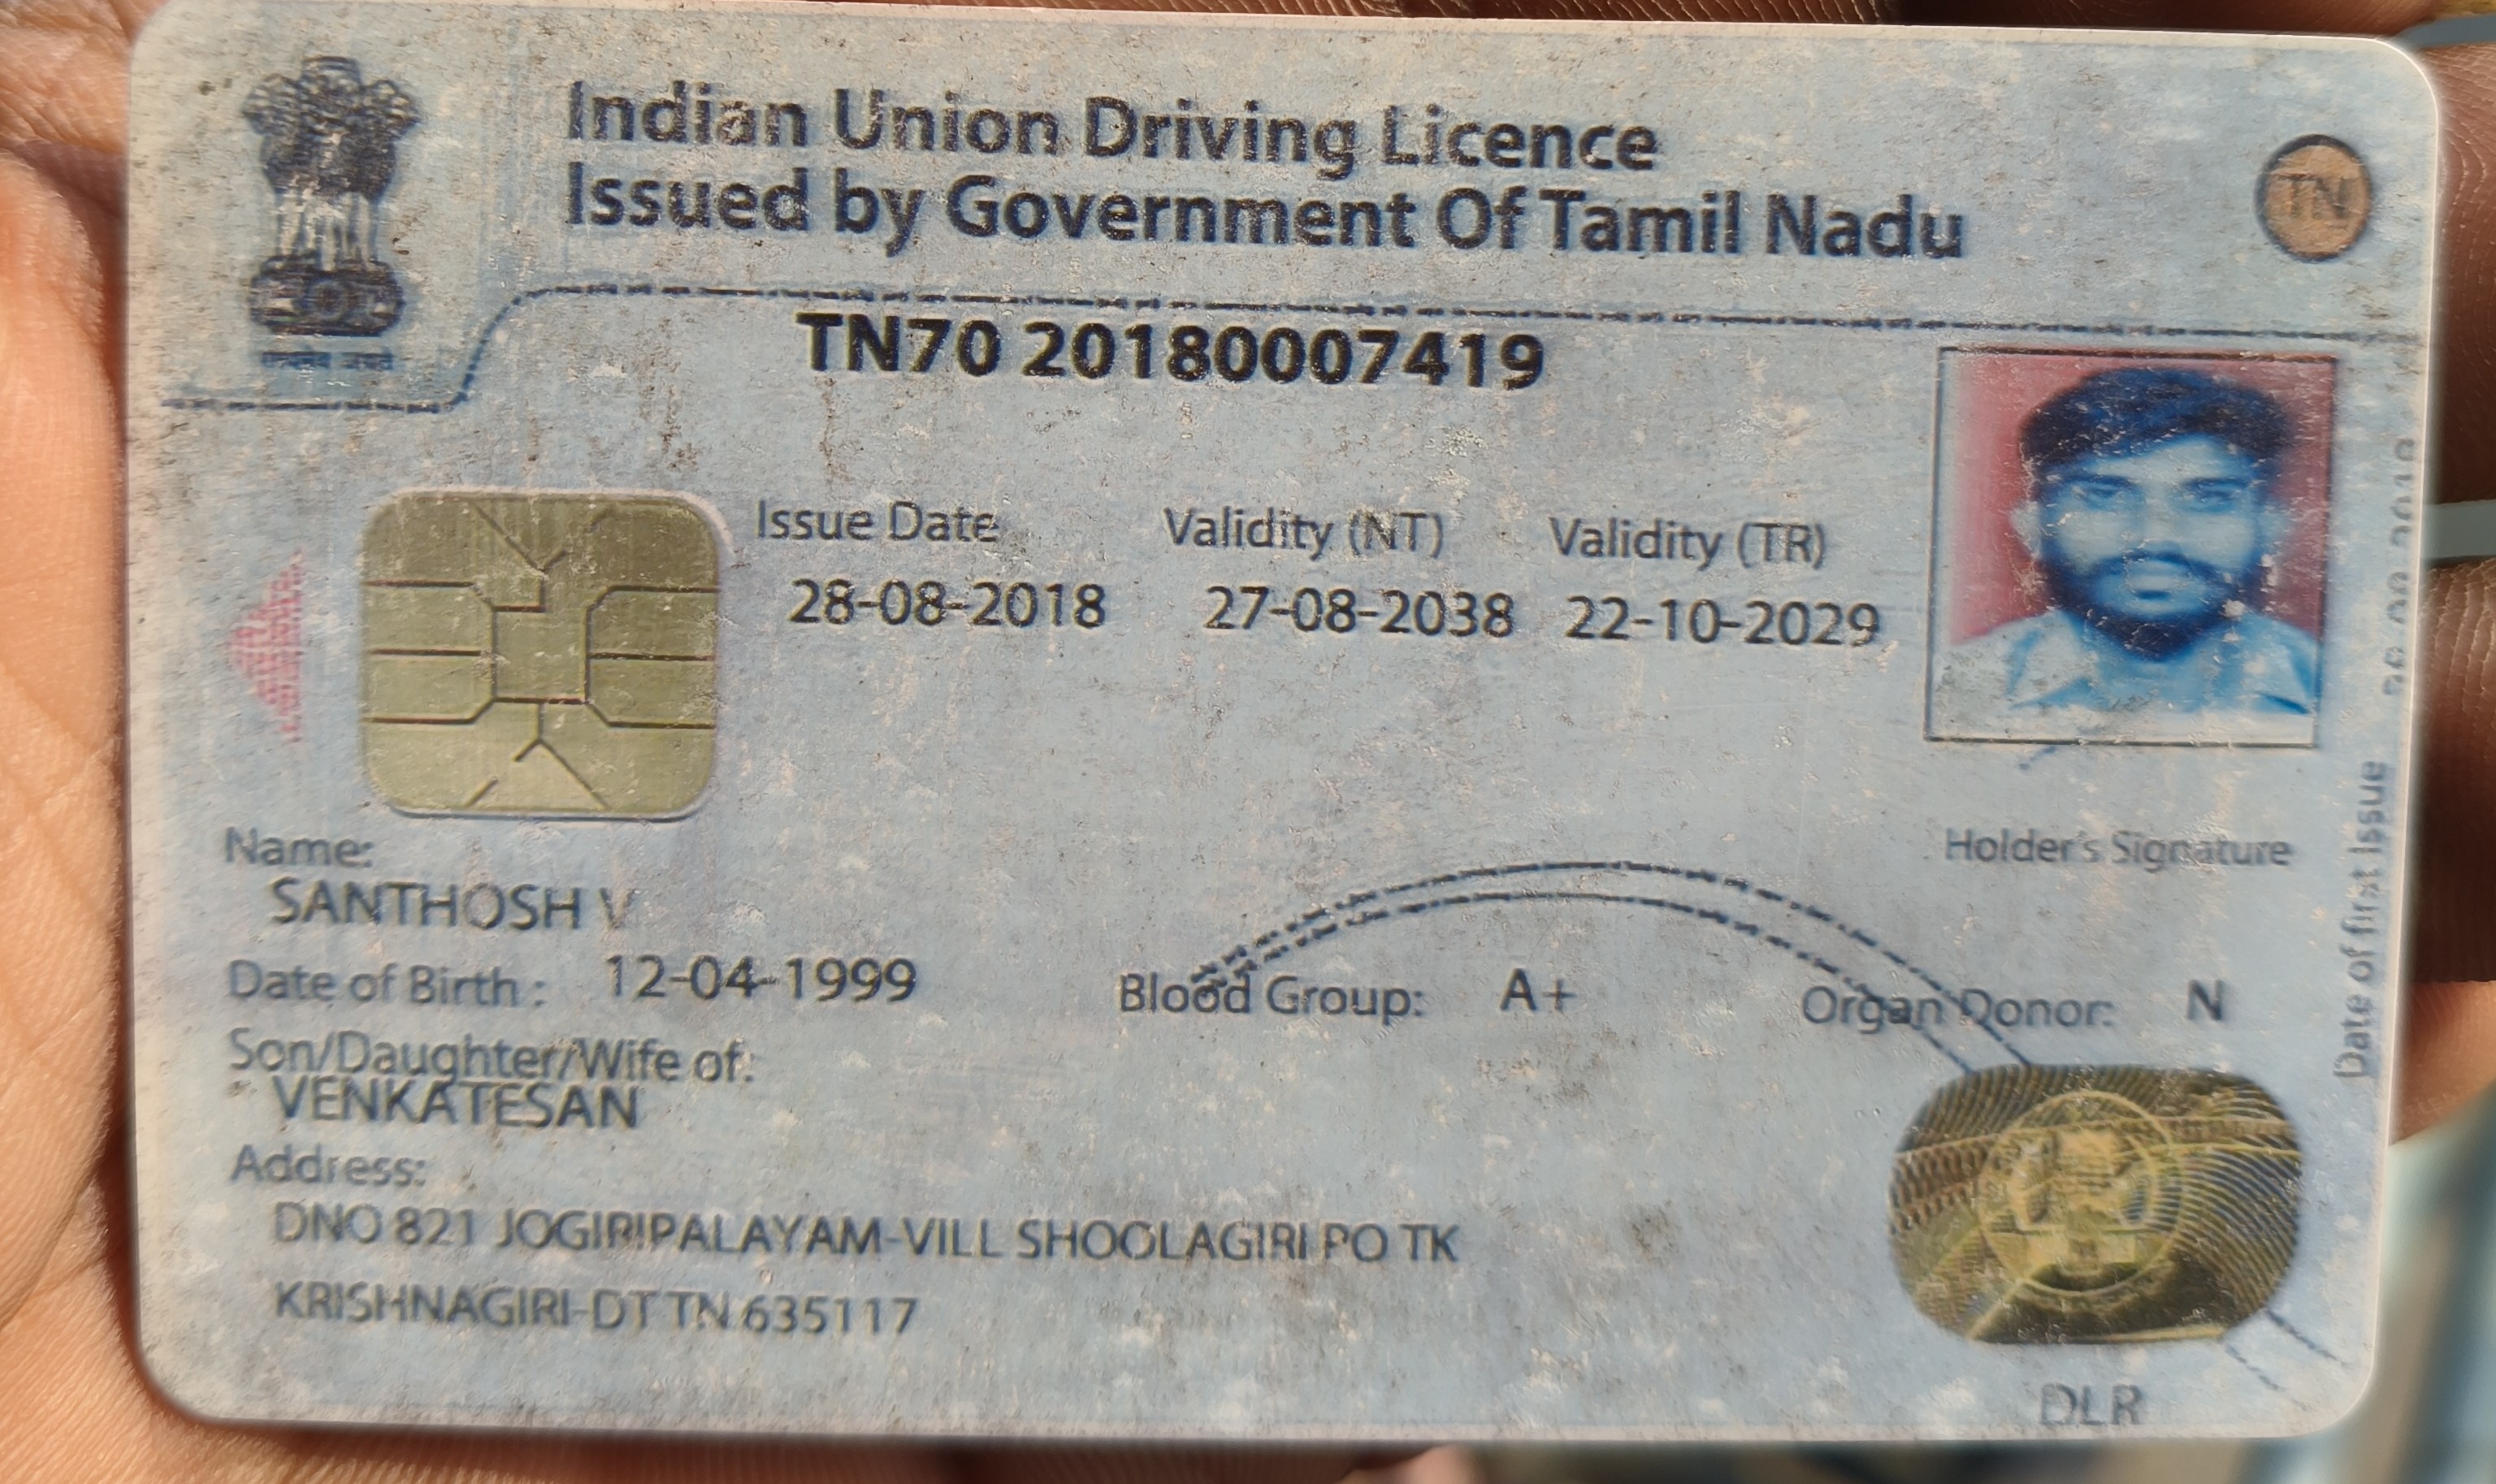 Indian Union Driving Licence
Issued by Government Of Tamil Nadu
TN
TN70 20180007419
Issue Date Validity (NT) Validity (TR)
28-08-2018 27-08-2038 22-10-2029
Holder's Signature
Name:
SANTHOSH V
Date of Birth : 12-04-1999 Blood Group: A+ Organ Donor: N
Son/Daughter/Wife of:
VENKATESAN
Address:
DNO 821 JOGIRIPALAYAM-VILL SHOOLAGIRI PO TK
KRISHNAGIRI-DT TN 635117
DLR
Date of first Issue